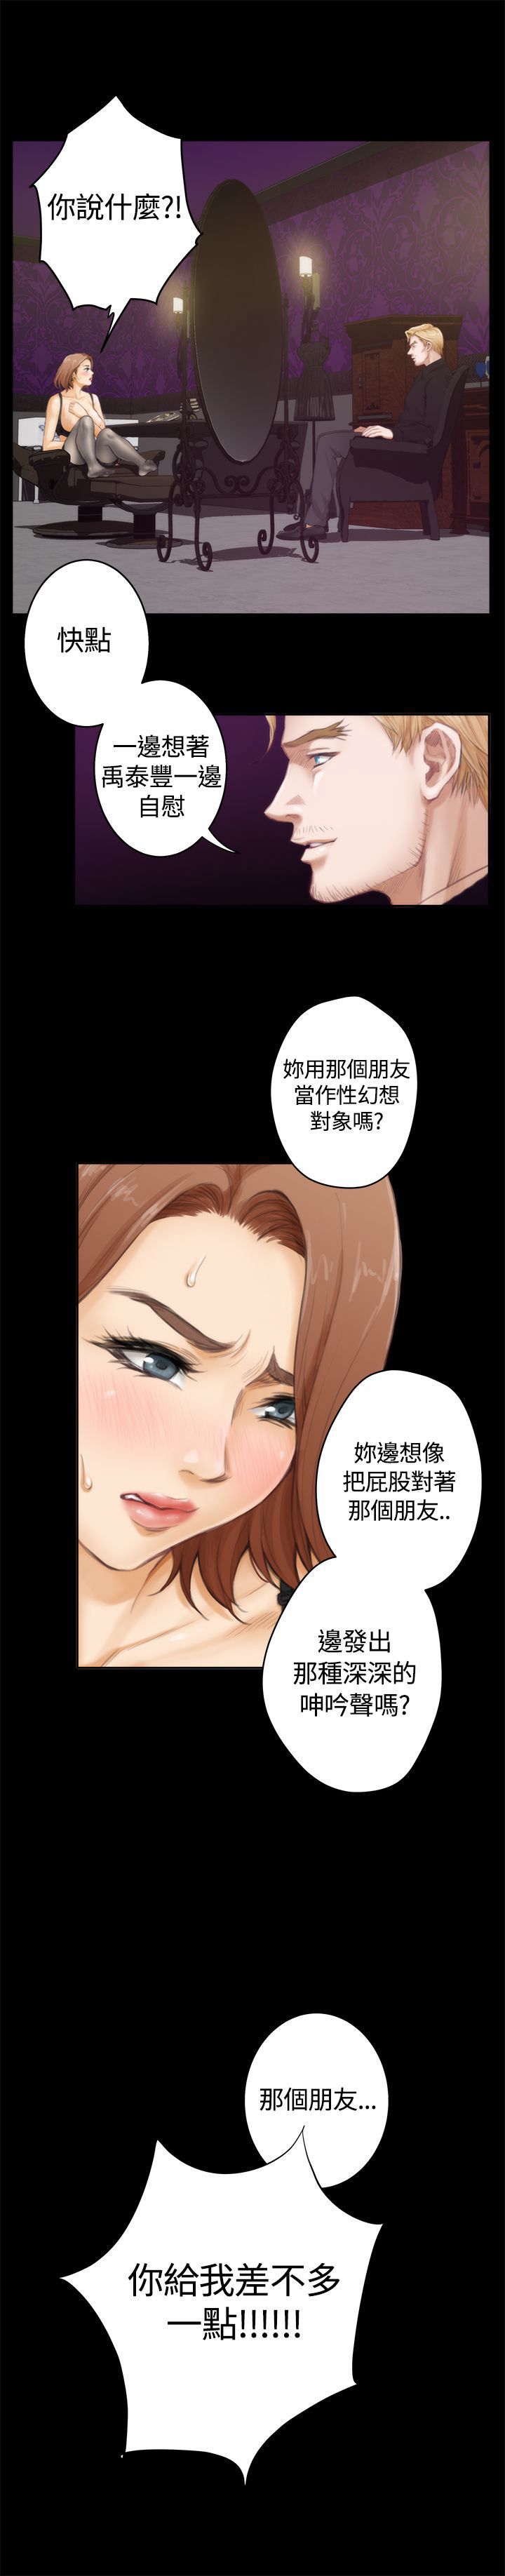 你說什麼?!
快點
一邊想著
禹泰豐一邊
自慰
妳用那個朋友
當作性幻想
對象嗎?
妳邊想像
把屁股對著
那個朋友..
邊發出
那種深深的
呻吟聲嗎?
那個朋友...
你給我差不多
一點!!!!!!